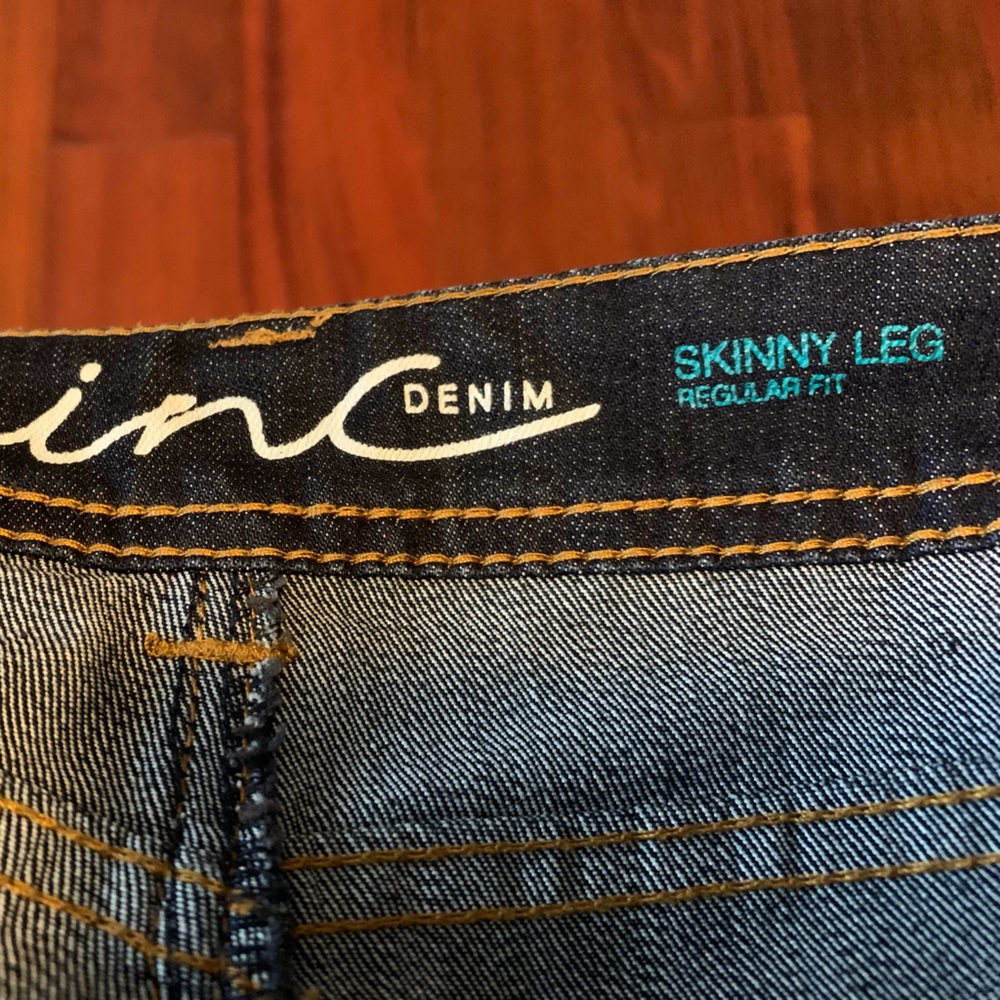 inc DENIM
SKINNY LEG
REGULAR FIT